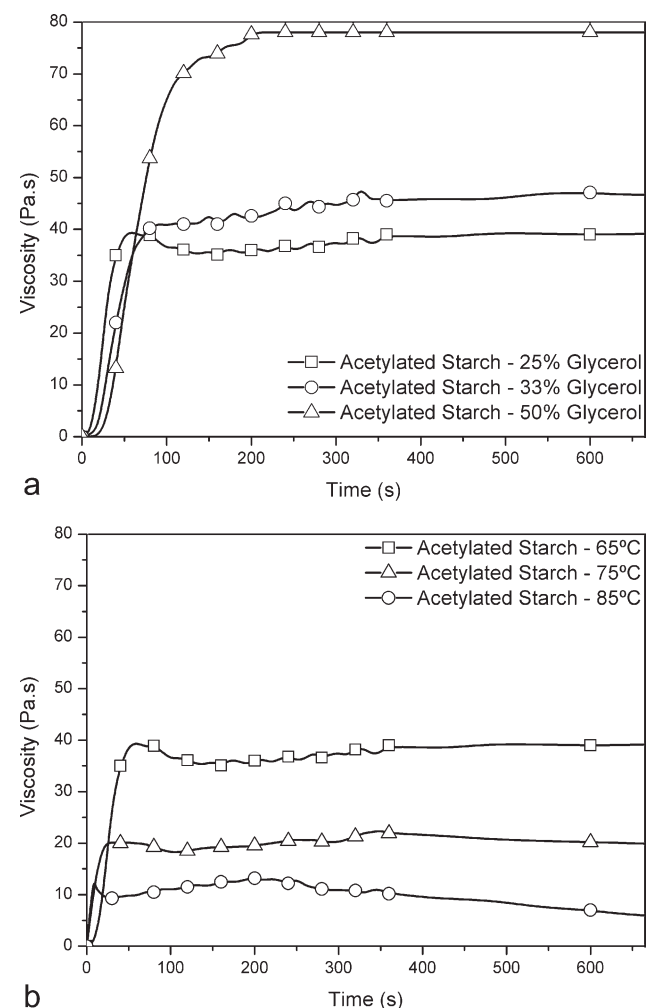 80
70
60
50
40
30
20
10
0
Viscosity (Pa.s)
Acetylated Starch - 25% Glycerol
Acetylated Starch - 33% Glycerol
Acetylated Starch - 50% Glycerol
0 100 200 300 400 500 600
a
Time (s)
80
70
60
50
40
30
20
10
0
Viscosity (Pa.s)
Acetylated Starch - 65ºC
Acetylated Starch - 75ºC
Acetylated Starch - 85ºC
0 100 200 300 400 500 600
b
Time (s)